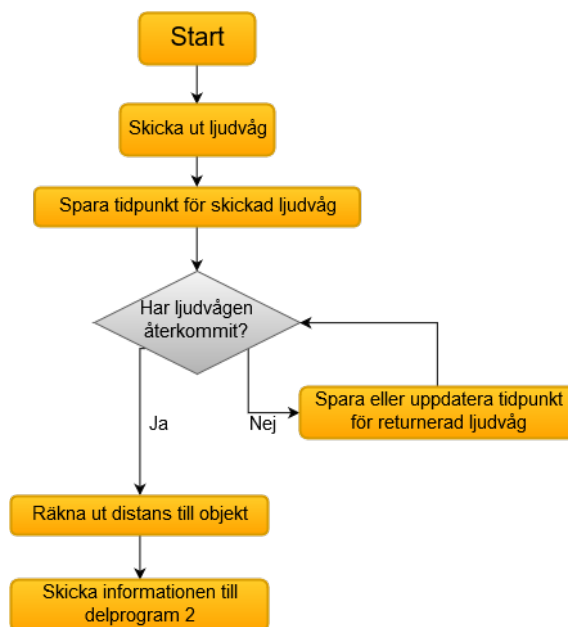 Start
Skicka ut ljudvåg
Spara tidpunkt för skickad ljudvåg
Har ljudvågen
återkommit?
Ja
Nej
Spara eller uppdatera tidpunkt
för returnerad ljudvåg
Räkna ut distans till objekt
Skicka informationen till
delprogram 2